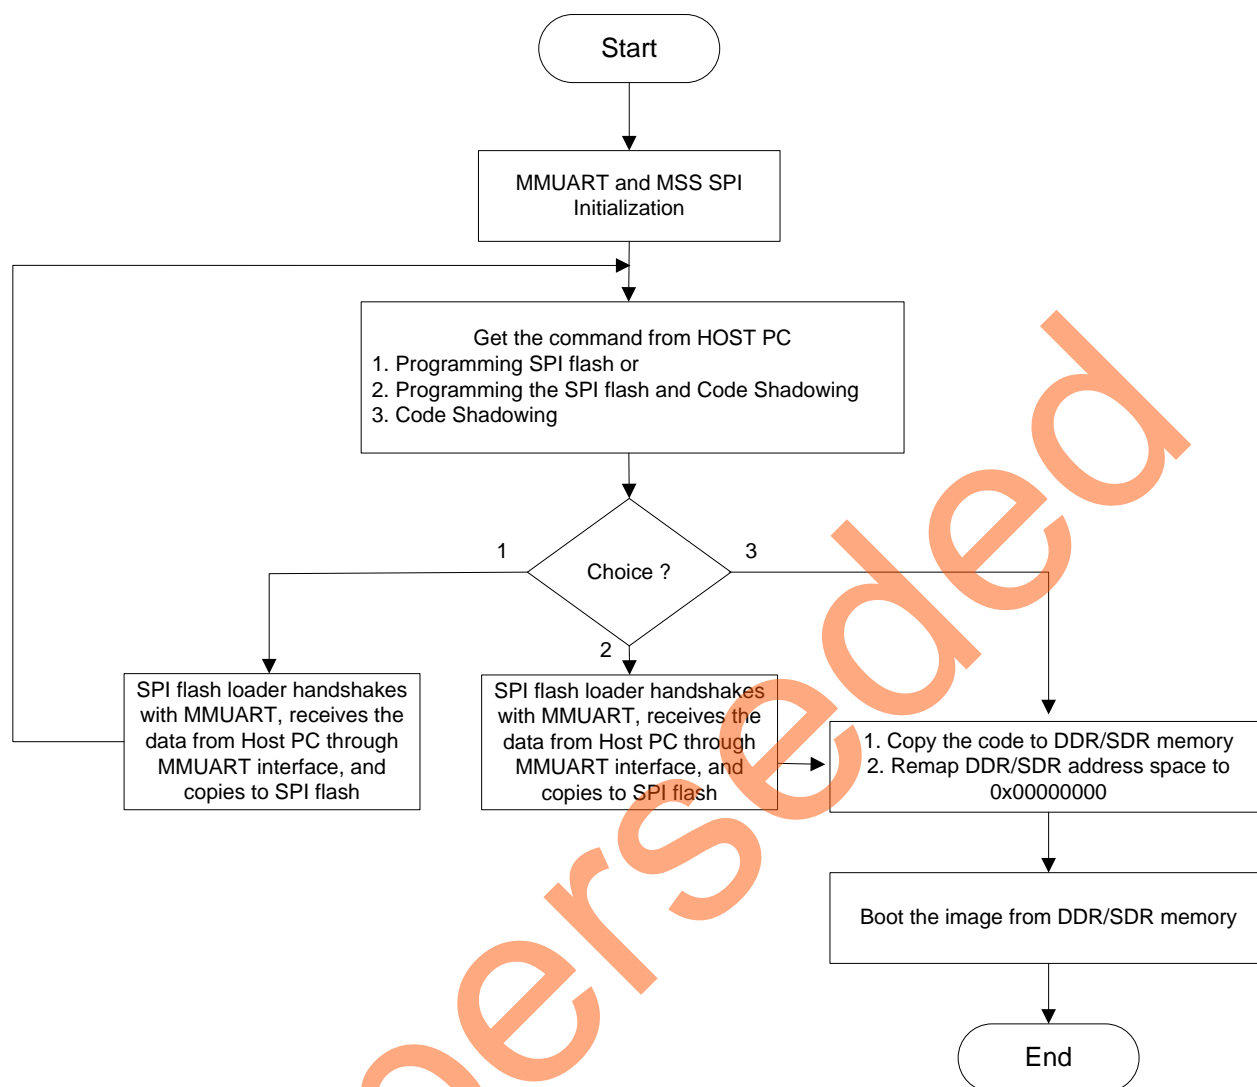 Start
MMUART and MSS SPI
Initialization
Get the command from HOST PC
1. Programming SPI flash or
2. Programming the SPI flash and Code Shadowing
3. Code Shadowing
1
3
Choice ?
2
SPI flash loader handshakes
with MMUART, receives the
data from Host PC through
MMUART interface, and
copies to SPI flash
SPI flash loader handshakes
with MMUART, receives the
data from Host PC through
MMUART interface, and
copies to SPI flash
1. Copy the code to DDR/SDR memory
2. Remap DDR/SDR address space to
0x00000000
Boot the image from DDR/SDR memory
End
perseded